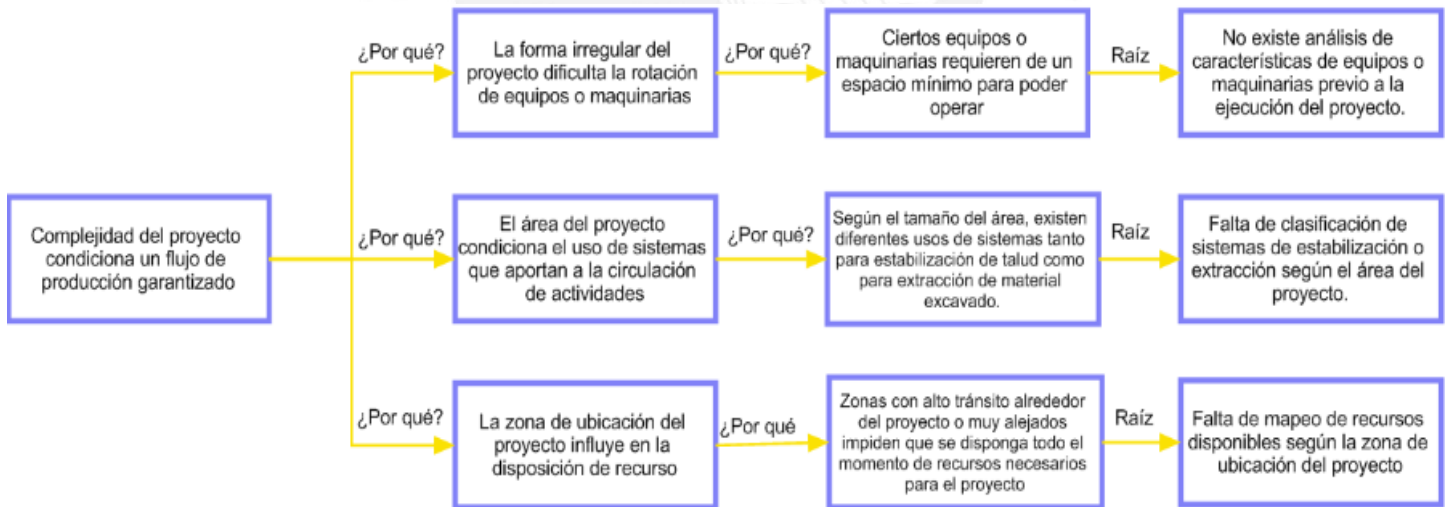 ¿Por qué?
La forma irregular del
proyecto dificulta la rotación
de equipos o maquinarias
¿Por qué?
Ciertos equipos o
maquinarias requieren de un
espacio mínimo para poder
operar
Raíz
No existe análisis de
características de equipos o
maquinarias previo a la
ejecución del proyecto.
Complejidad del proyecto
condiciona un flujo de
producción garantizado
¿Por qué?
El área del proyecto
condiciona el uso de sistemas
que aportan a la circulación
de actividades
¿Por qué?
Según el tamaño del área, existen
diferentes usos de sistemas tanto
para estabilización de talud como
para extracción de material
excavado.
Raíz
Falta de clasificación de
sistemas de estabilización o
extracción según el área del
proyecto.
¿Por qué?
La zona de ubicación del
proyecto influye en la
disposición de recurso
¿Por qué
Zonas con alto tránsito alrededor
del proyecto o muy alejados
impiden que se disponga todo el
momento de recursos necesarios
para el proyecto
Raíz
Falta de mapeo de recursos
disponibles según la zona de
ubicación del proyecto